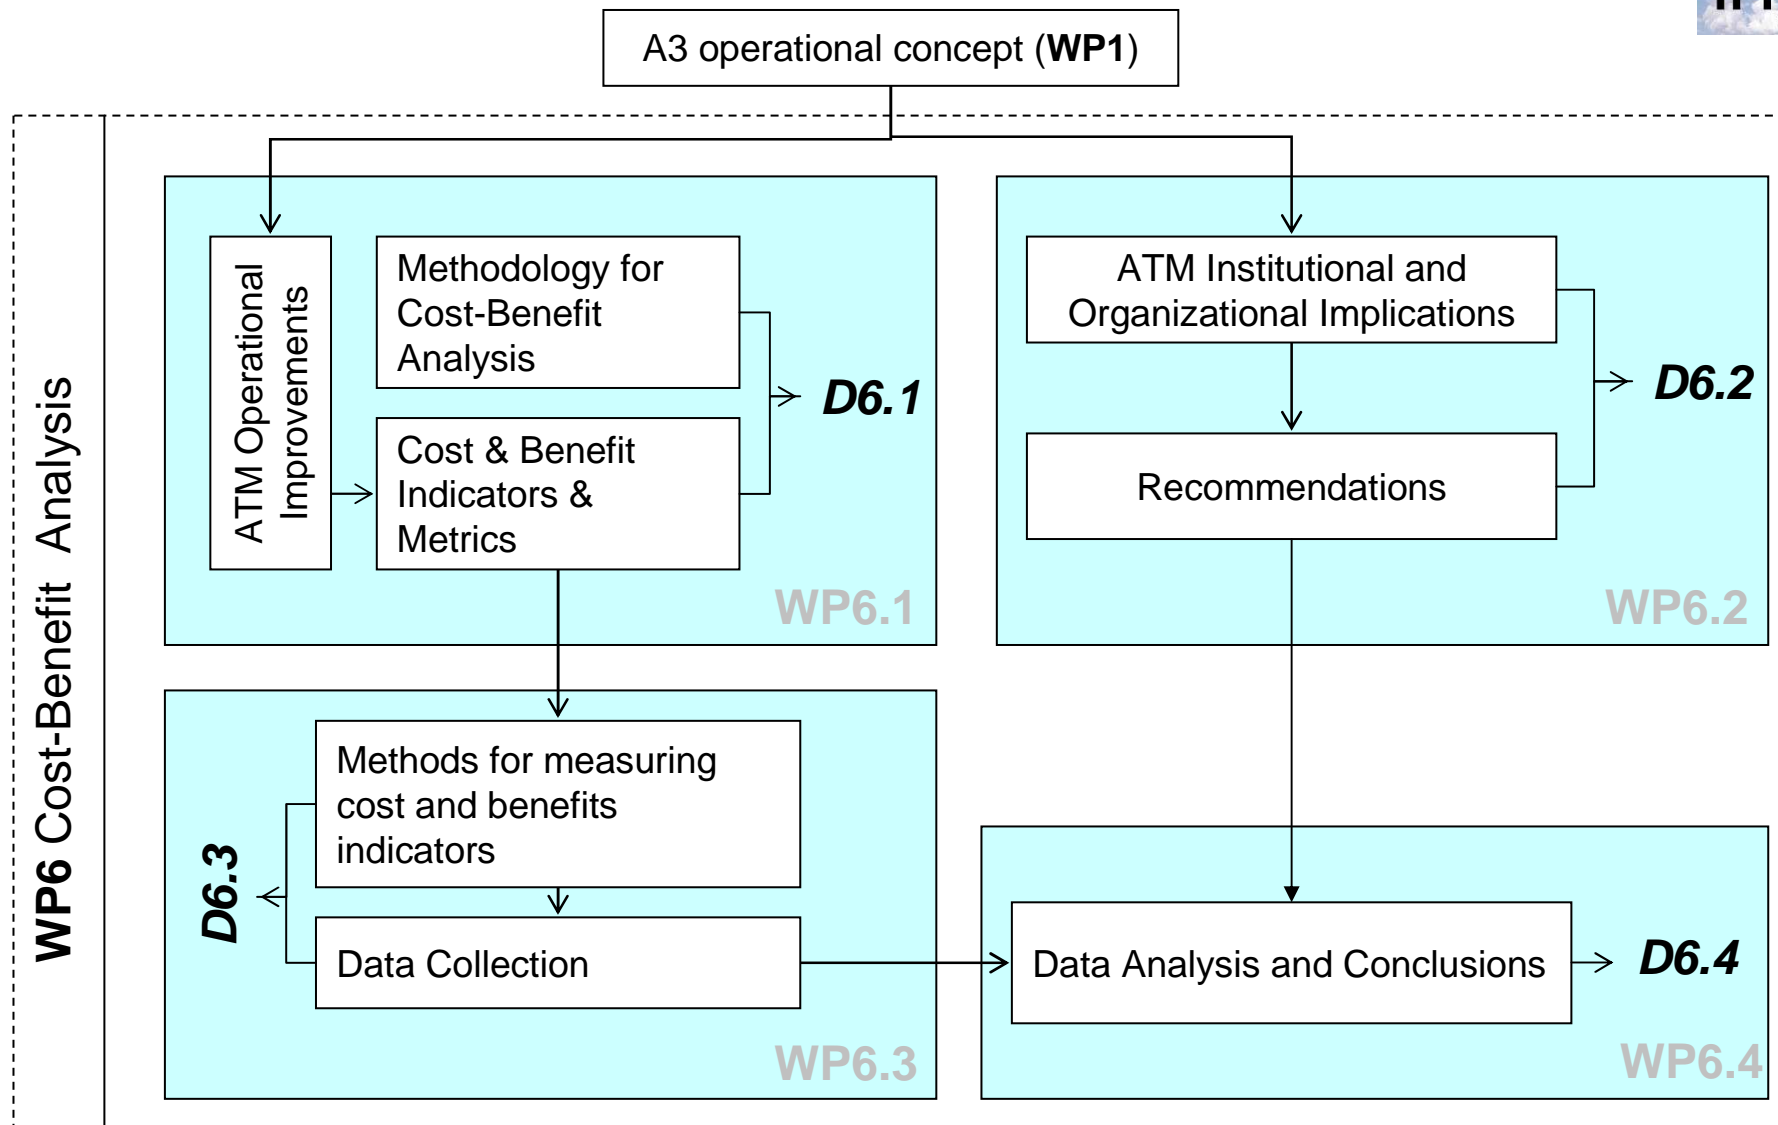 A3 operational concept (WP1)
WP6 Cost-Benefit Analysis
ATM Operational
Improvements
Methodology for
Cost-Benefit
Analysis
Cost & Benefit
Indicators &
Metrics
D6.1
WP6.1
ATM Institutional and
Organizational Implications
Recommendations
D6.2
WP6.2
Methods for measuring
cost and benefits
indicators
Data Collection
D6.3
WP6.3
Data Analysis and Conclusions
D6.4
WP6.4